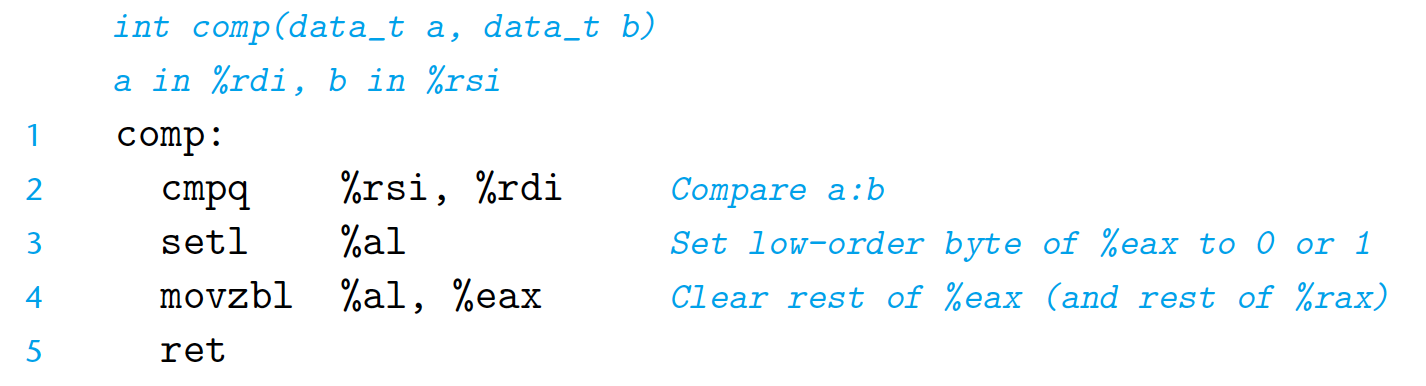 int comp(data_t a, data_t b)
a in %rdi, b in %rsi
1 comp:
2 cmpq %rsi, %rdi Compare a:b
3 setl %al Set low-order byte of %eax to 0 or 1
4 movzbl %al, %eax Clear rest of %eax (and rest of %rax)
5 ret